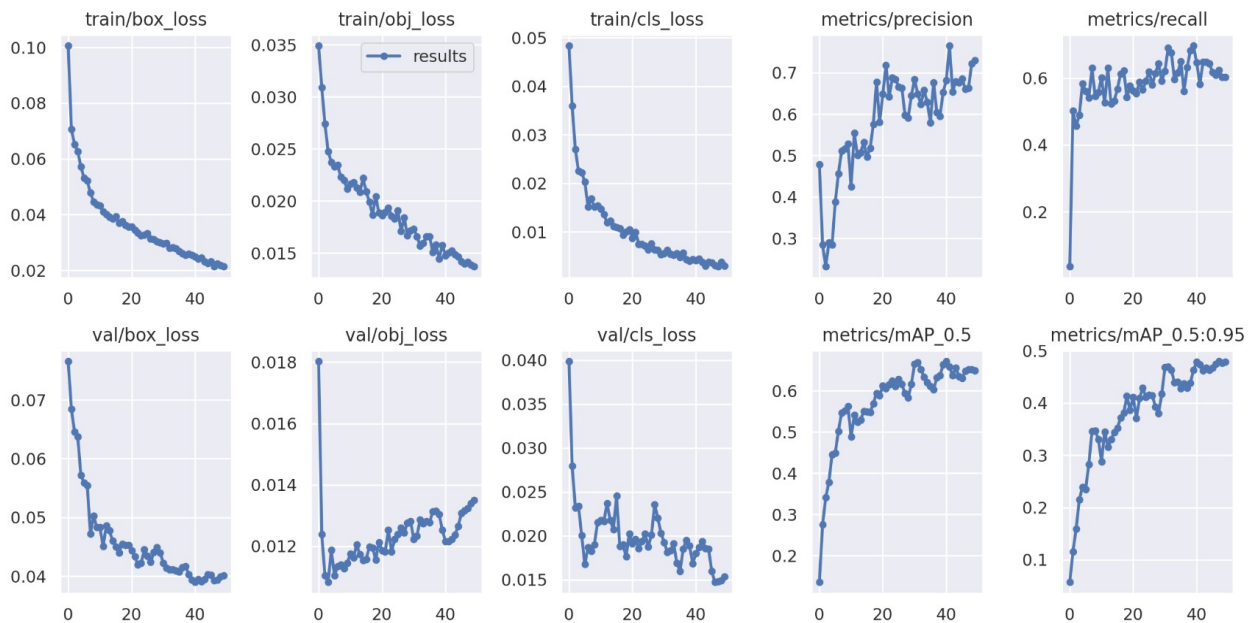 train/box_loss
0.10
0.08
0.06
0.04
0.02
0 20 40
train/obj_loss
results
0.035
0.030
0.025
0.020
0.015
0 20 40
train/cls_loss
0.05
0.04
0.03
0.02
0.01
0 20 40
metrics/precision
0.7
0.6
0.5
0.4
0.3
0 20 40
metrics/recall
0.6
0.4
0.2
0 20 40
val/box_loss
0.07
0.06
0.05
0.04
0 20 40
val/obj_loss
0.018
0.016
0.014
0.012
0 20 40
val/cls_loss
0.040
0.035
0.030
0.025
0.020
0.015
0 20 40
metrics/mAP_0.5
0.6
0.5
0.4
0.3
0.2
0 20 40
metrics/mAP_0.5:0.95
0.5
0.4
0.3
0.2
0.1
0 20 40